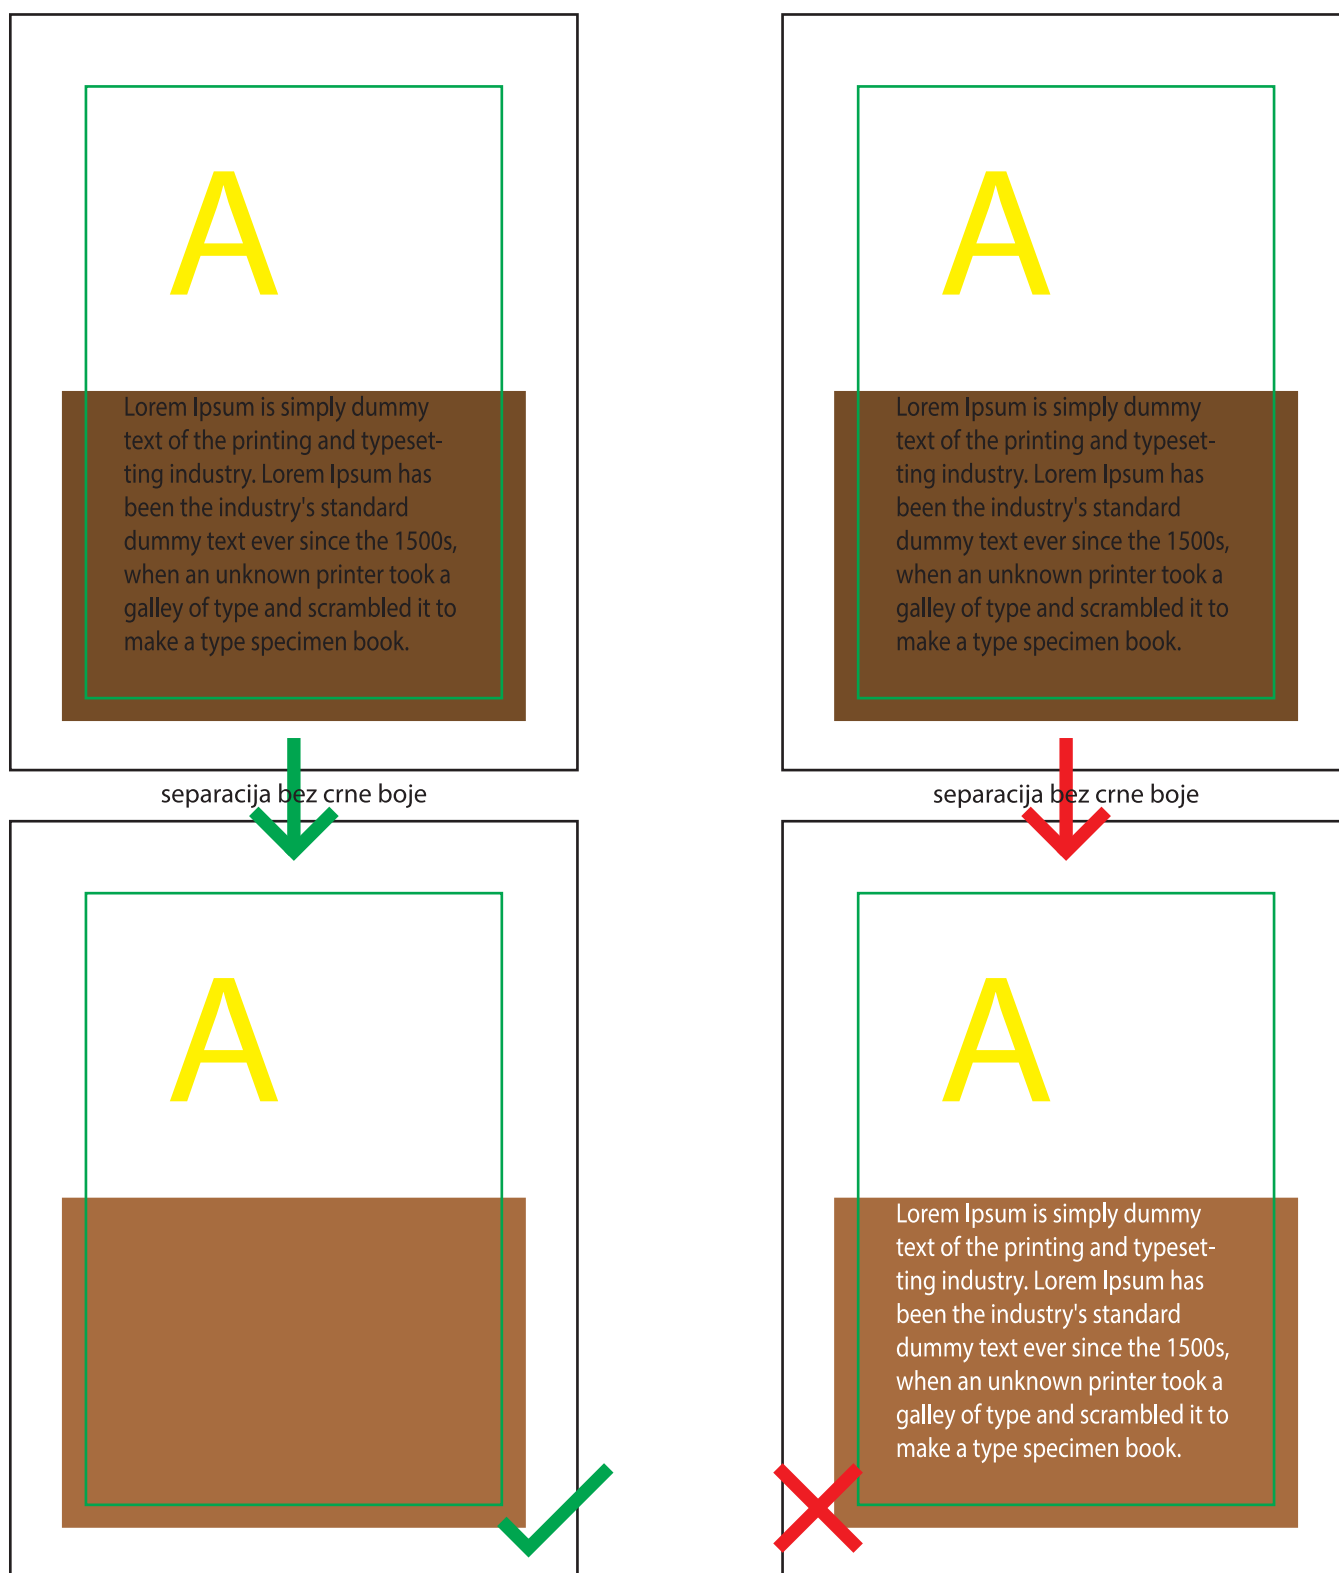 A
Lorem Ipsum is simply dummy
text of the printing and typeset-
ting industry. Lorem Ipsum has
been the industry's standard
dummy text ever since the 1500s,
when an unknown printer took a
galley of type and scrambled it to
make a type specimen book.
separacija bez crne boje
A
Lorem Ipsum is simply dummy
text of the printing and typeset-
ting industry. Lorem Ipsum has
been the industry's standard
dummy text ever since the 1500s,
when an unknown printer took a
galley of type and scrambled it to
make a type specimen book.
separacija bez crne boje
A
A
Lorem Ipsum is simply dummy
text of the printing and typeset-
ting industry. Lorem Ipsum has
been the industry's standard
dummy text ever since the 1500s,
when an unknown printer took a
galley of type and scrambled it to
make a type specimen book.